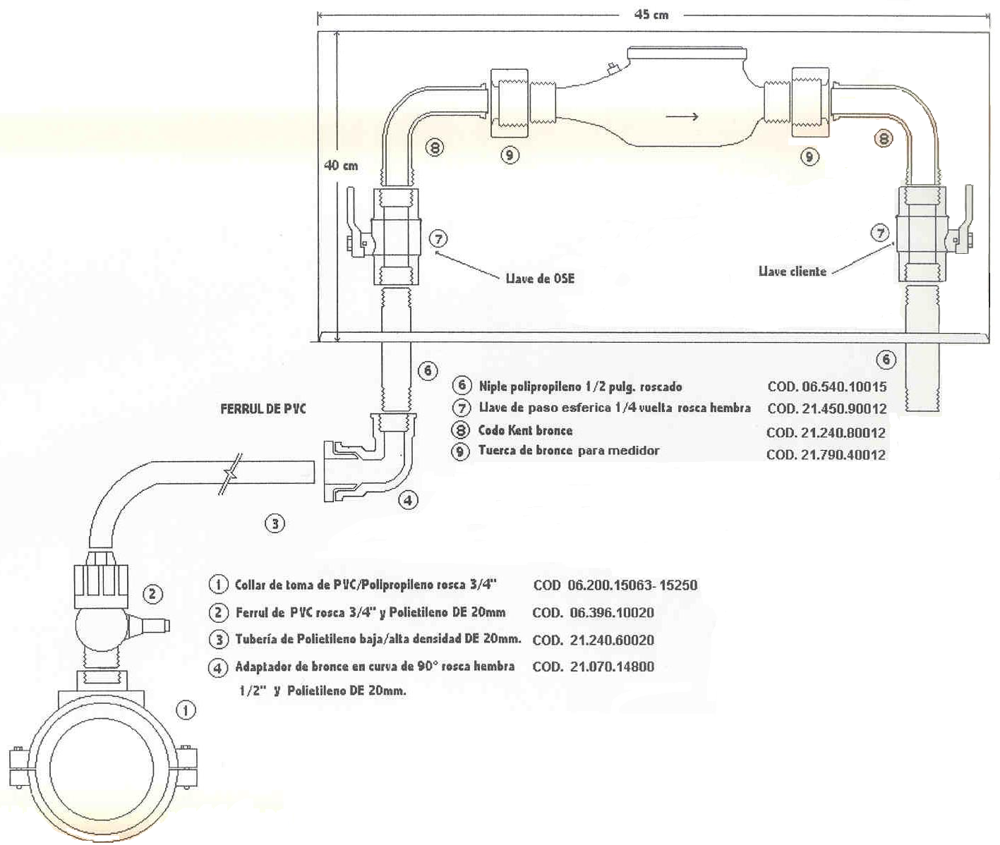 45 cm
40 cm
8
9
9
8
7
7
Llave de OSE
Llave cliente
6
6
FERRUL DE PVC
6 Niple polipropileno 1/2 pulg. roscado COD. 06.540.10015
7 Llave de paso esferica 1/4 vuelta rosca hembra COD. 21.450.90012
8 Codo Kent bronce COD. 21.240.80012
9 Tuerca de bronce para medidor COD. 21.790.40012
4
3
2
1 Collar de toma de PVC/Polipropileno rosca 3/4" COD 06.200.15063- 15250
2 Ferrul de PVC rosca 3/4" y Polietileno DE 20mm COD. 06.396.10020
3 Tubería de Polietileno baja/alta densidad DE 20mm. COD. 21.240.60020
4 Adaptador de bronce en curva de 90° rosca hembra COD. 21.070.14800
1/2" y Polietileno DE 20mm.
1